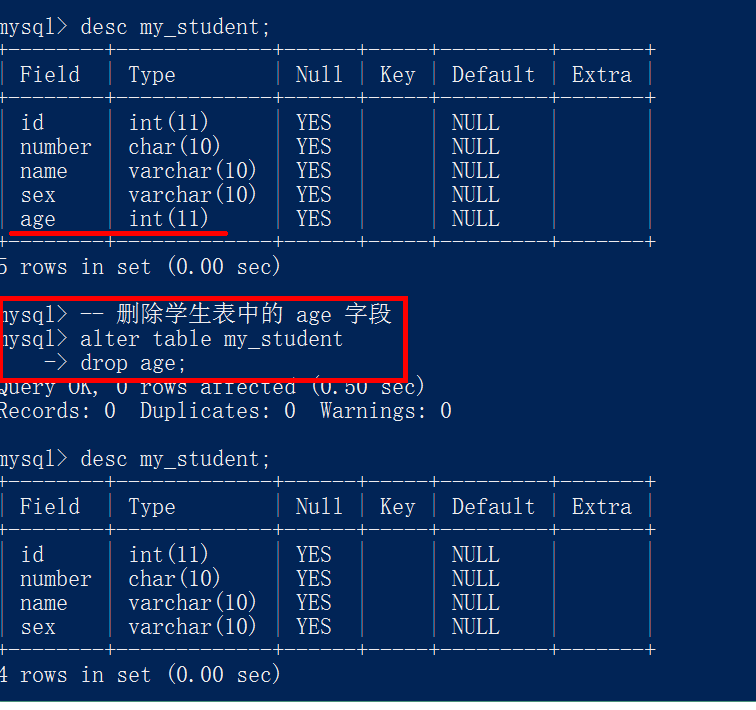 mysql> desc my_student;
+--------+-------------+------+-----+---------+-------+
| Field  | Type        | Null | Key | Default | Extra |
+--------+-------------+------+-----+---------+-------+
| id     | int(11)     | YES  |     | NULL    |       |
| number | char(10)    | YES  |     | NULL    |       |
| name   | varchar(10) | YES  |     | NULL    |       |
| sex    | varchar(10) | YES  |     | NULL    |       |
| age    | int(11)     | YES  |     | NULL    |       |
+--------+-------------+------+-----+---------+-------+
5 rows in set (0.00 sec)
mysql> -- 删除学生表中的 age 字段
mysql> alter table my_student
    -> drop age;
Query OK, 0 rows affected (0.50 sec)
Records: 0  Duplicates: 0  Warnings: 0
mysql> desc my_student;
+--------+-------------+------+-----+---------+-------+
| Field  | Type        | Null | Key | Default | Extra |
+--------+-------------+------+-----+---------+-------+
| id     | int(11)     | YES  |     | NULL    |       |
| number | char(10)    | YES  |     | NULL    |       |
| name   | varchar(10) | YES  |     | NULL    |       |
| sex    | varchar(10) | YES  |     | NULL    |       |
+--------+-------------+------+-----+---------+-------+
4 rows in set (0.00 sec)